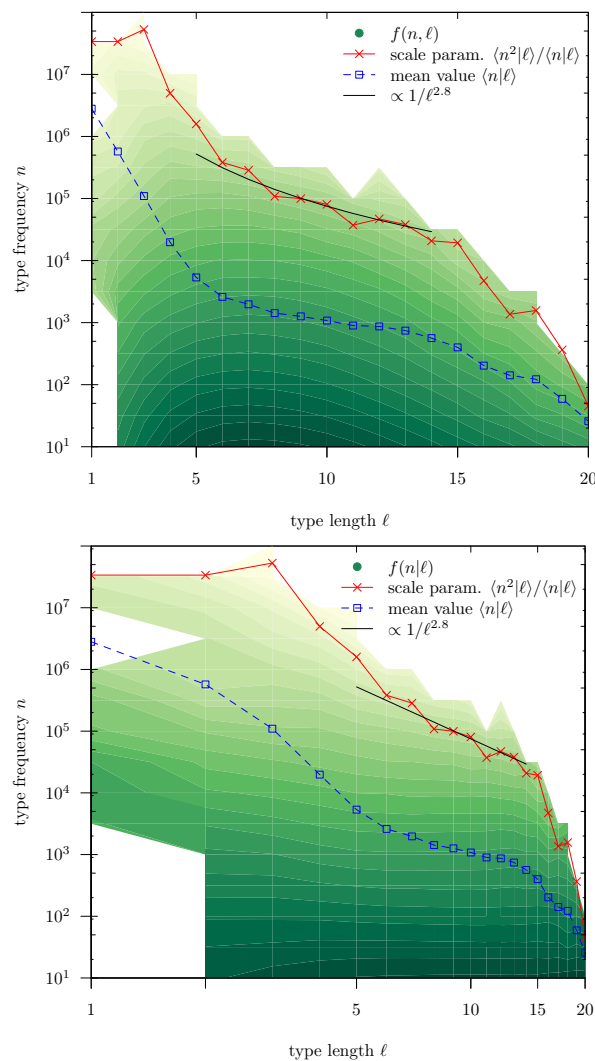 f(n, ℓ)
scale param. ⟨n²|ℓ⟩/⟨n|ℓ⟩
mean value ⟨n|ℓ⟩
∝ 1/ℓ^2.8
type frequency n
10^7
10^6
10^5
10^4
10^3
10^2
10^1
1 5 10 15 20
type length ℓ
f(n|ℓ)
scale param. ⟨n²|ℓ⟩/⟨n|ℓ⟩
mean value ⟨n|ℓ⟩
∝ 1/ℓ^2.8
type frequency n
10^7
10^6
10^5
10^4
10^3
10^2
10^1
1 5 10 15 20
type length ℓ